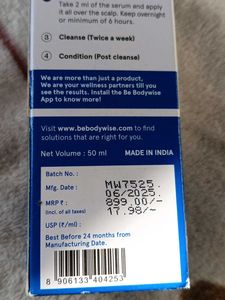 Take 2 ml of the serum and apply
it all over the scalp. Keep overnight
or minimum of 6 hours.
3 Cleanse (Twice a week)
4 Condition (Post cleanse)
We are more than just a product,
We are your wellness partners till you
see the results. Install the Be Bodywise
App to know more!
Visit www.bebodywise.com to find
solutions that are right for you.
Net Volume : 50 ml MADE IN INDIA
Batch No. :
MW7525
Mfg. Date : 06/2025
MRP ₹ : 899.00/-
(Incl. of all taxes)
17.98/-
USP (₹/ml) :
Best Before 24 months from
Manufacturing Date.
8 906133 404253